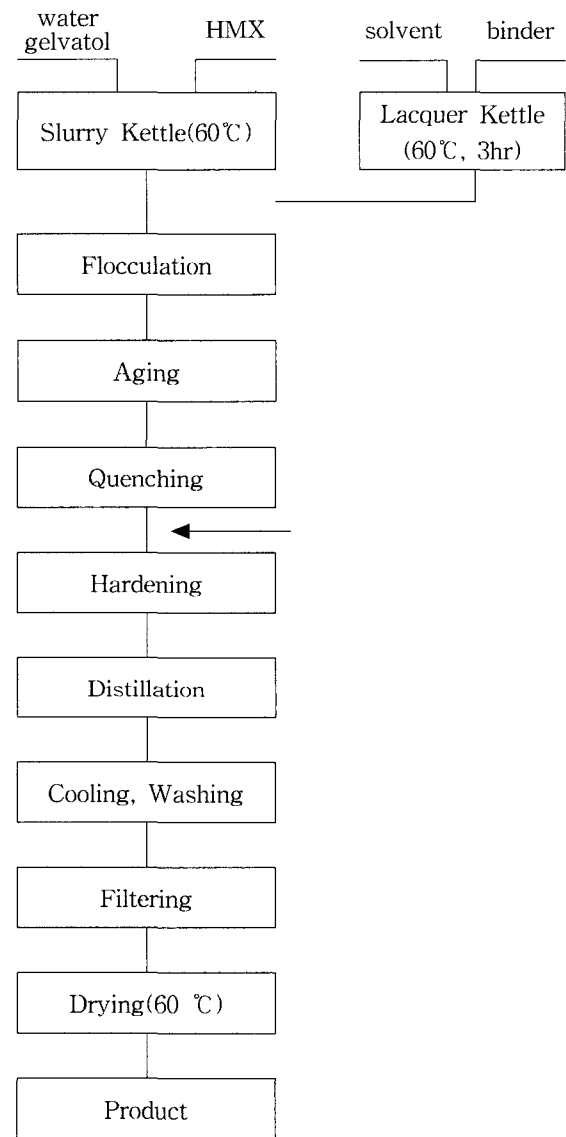 water
gelvatol
HMX
solvent
binder
Slurry Kettle(60℃)
Lacquer Kettle
(60℃, 3hr)
Flocculation
Aging
Quenching
Hardening
Distillation
Cooling, Washing
Filtering
Drying(60 ℃)
Product